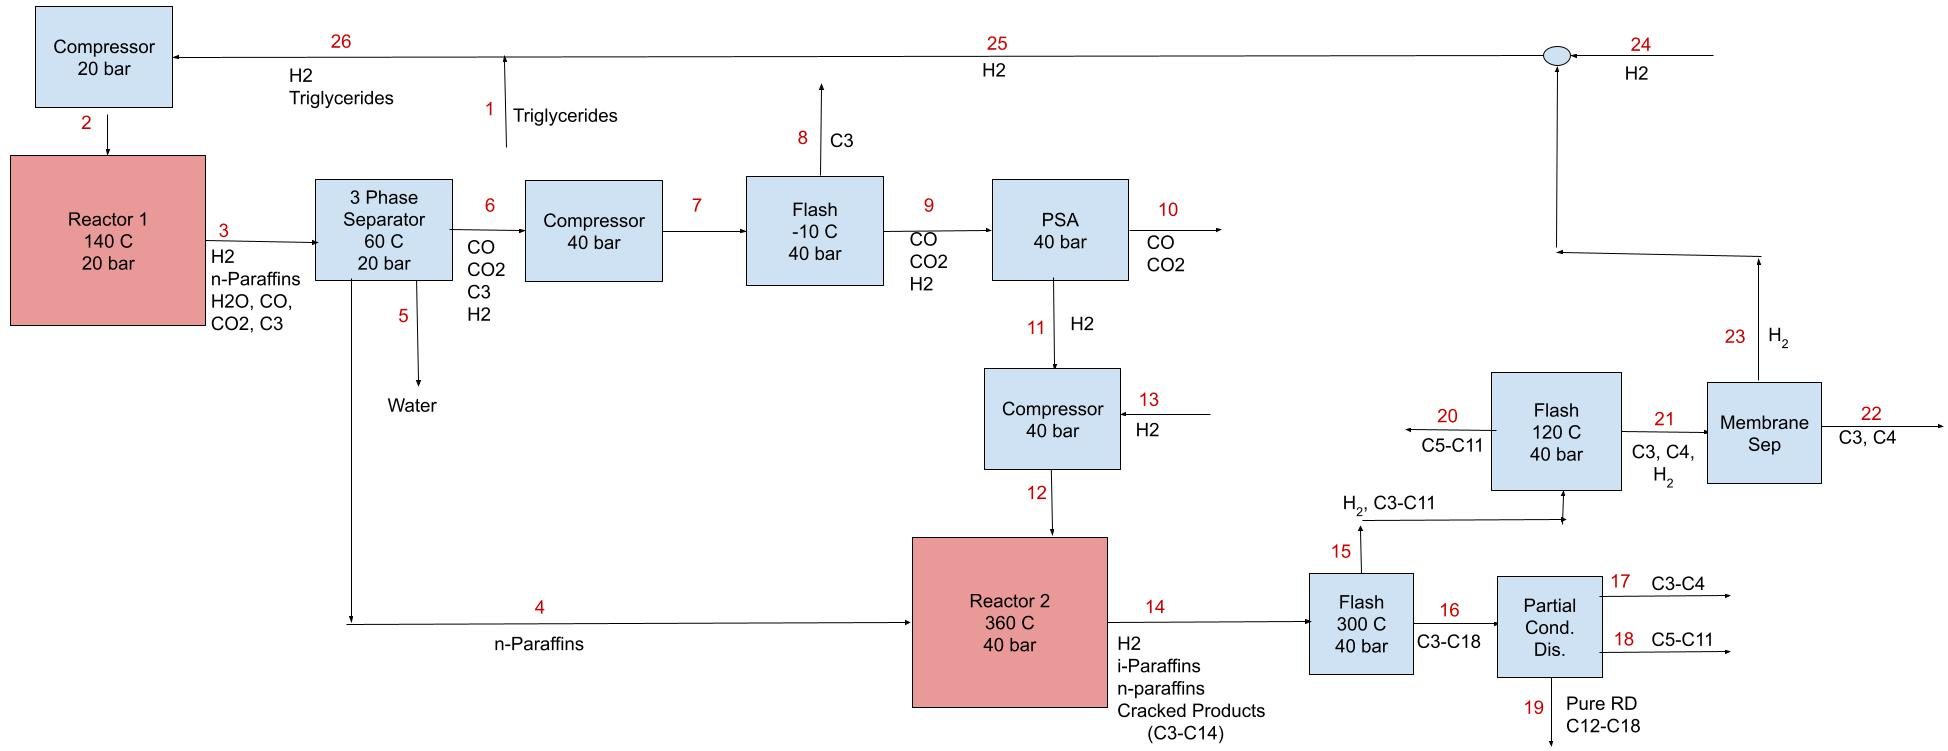 Compressor
20 bar
26
H2
Triglycerides
25
H2
24
H2
2
1
Triglycerides
8
C3
Reactor 1
140 C
20 bar
3
H2
n-Paraffins
H2O, CO,
CO2, C3
3 Phase
Separator
60 C
20 bar
6
CO
CO2
C3
H2
Compressor
40 bar
7
Flash
-10 C
40 bar
9
CO
CO2
H2
PSA
40 bar
10
CO
CO2
5
Water
11
H2
23
H2
Compressor
40 bar
13
H2
20
C5-C11
Flash
120 C
40 bar
21
C3, C4,
H2
Membrane
Sep
22
C3, C4
12
H2, C3-C11
15
4
n-Paraffins
Reactor 2
360 C
40 bar
14
H2
i-Paraffins
n-paraffins
Cracked Products
(C3-C14)
Flash
300 C
40 bar
16
C3-C18
Partial
Cond.
Dis.
17
C3-C4
18
C5-C11
19
Pure RD
C12-C18